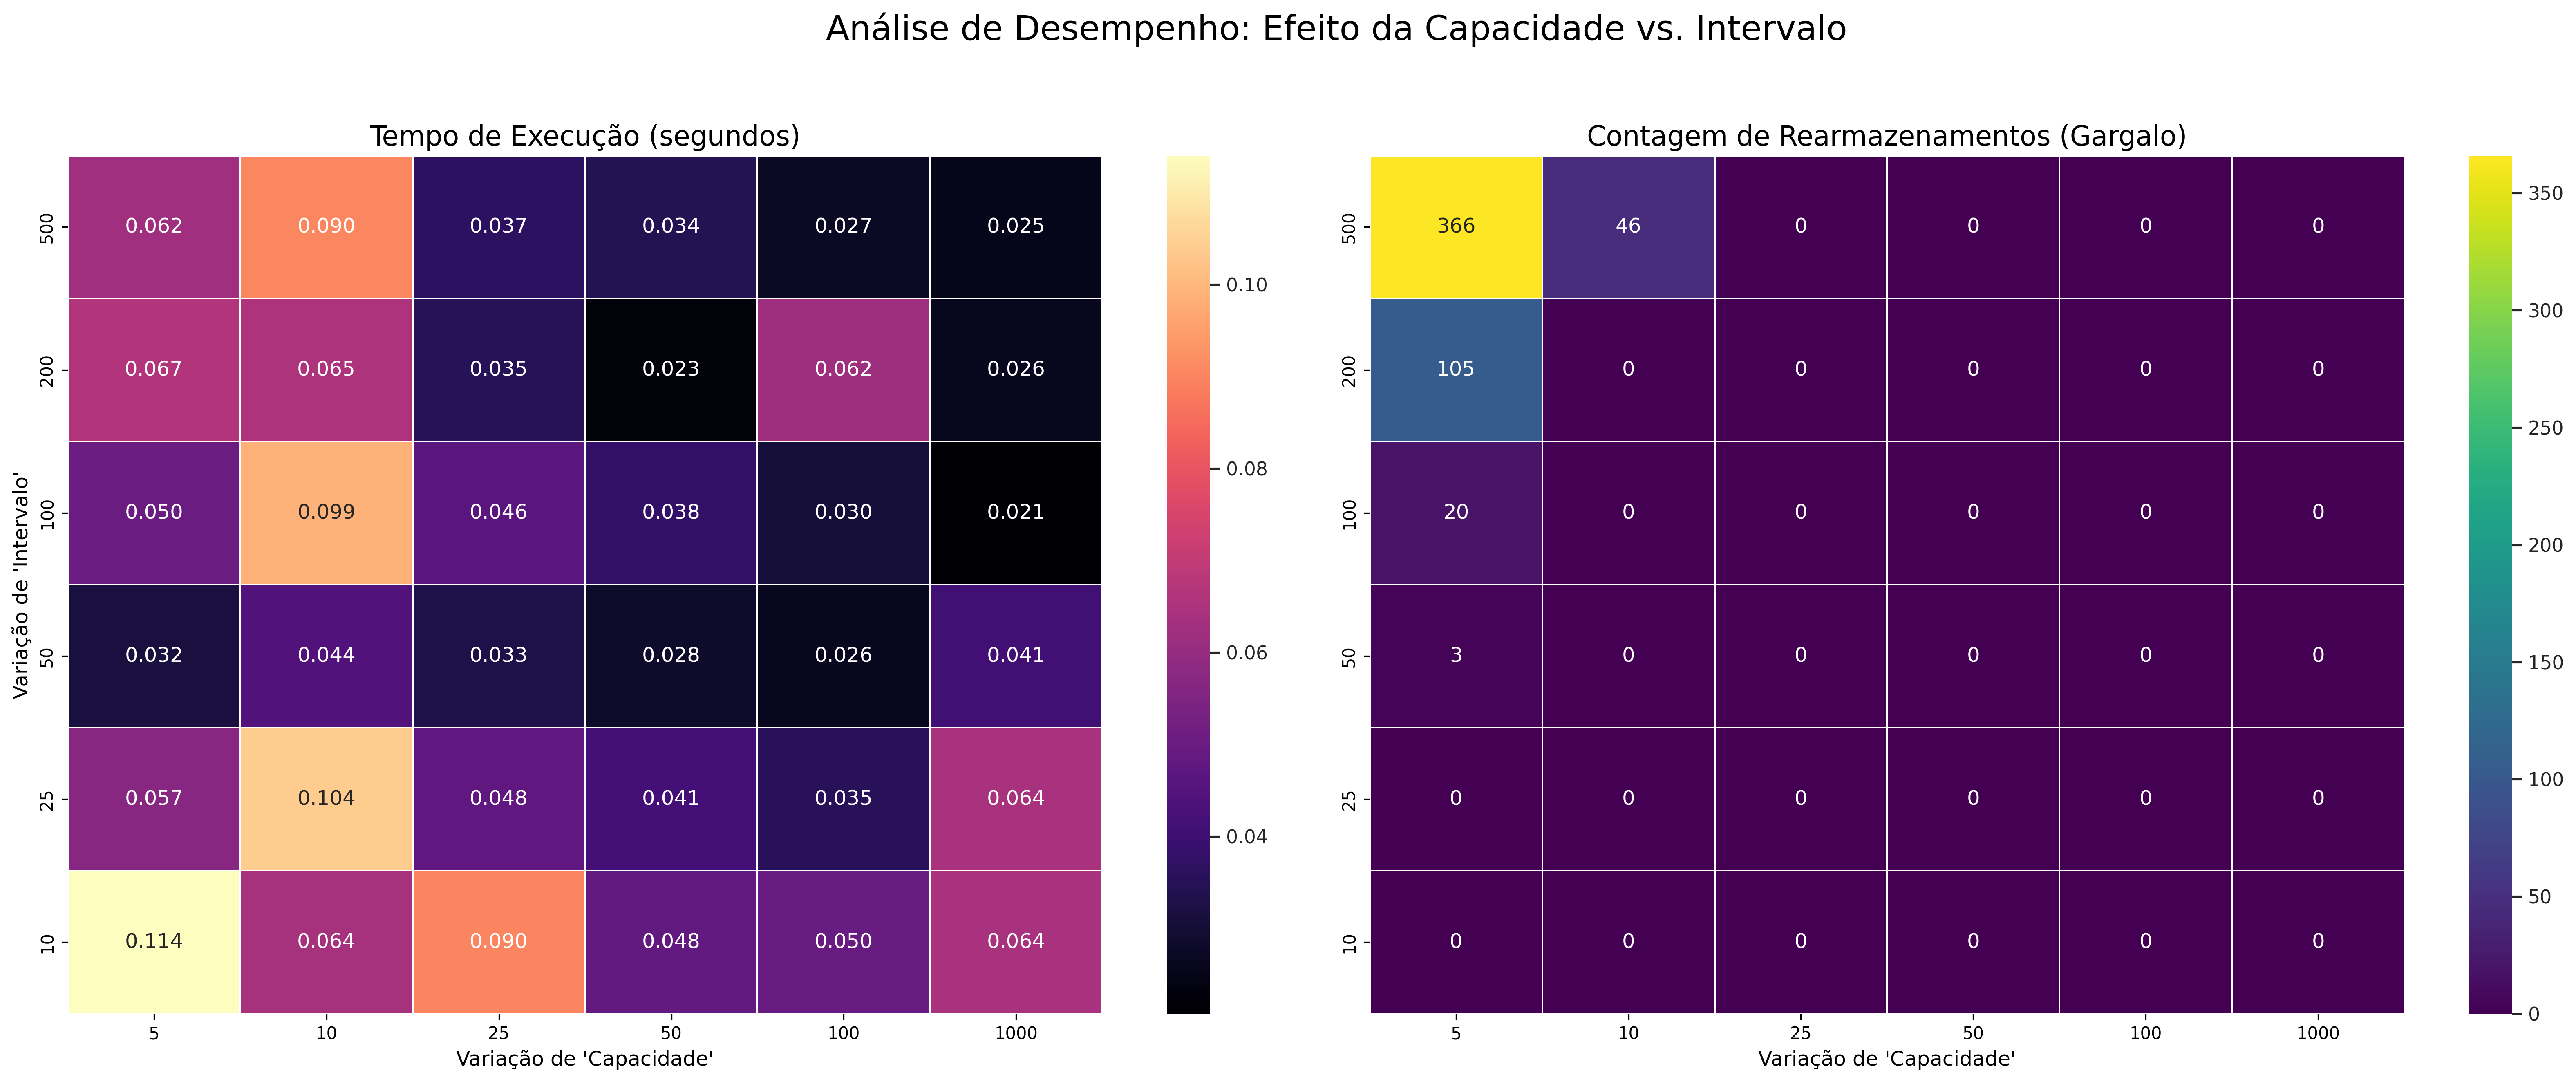 Análise de Desempenho: Efeito da Capacidade vs. Intervalo
Tempo de Execução (segundos)
Variação de 'Intervalo'
500 0.062 0.090 0.037 0.034 0.027 0.025
200 0.067 0.065 0.035 0.023 0.062 0.026
100 0.050 0.099 0.046 0.038 0.030 0.021
50 0.032 0.044 0.033 0.028 0.026 0.041
25 0.057 0.104 0.048 0.041 0.035 0.064
10 0.114 0.064 0.090 0.048 0.050 0.064
5 10 25 50 100 1000
Variação de 'Capacidade'
0.10
0.08
0.06
0.04
Contagem de Rearmazenamentos (Gargalo)
500 366 46 0 0 0 0
200 105 0 0 0 0 0
100 20 0 0 0 0 0
50 3 0 0 0 0 0
25 0 0 0 0 0 0
10 0 0 0 0 0 0
5 10 25 50 100 1000
Variação de 'Capacidade'
350
300
250
200
150
100
50
0